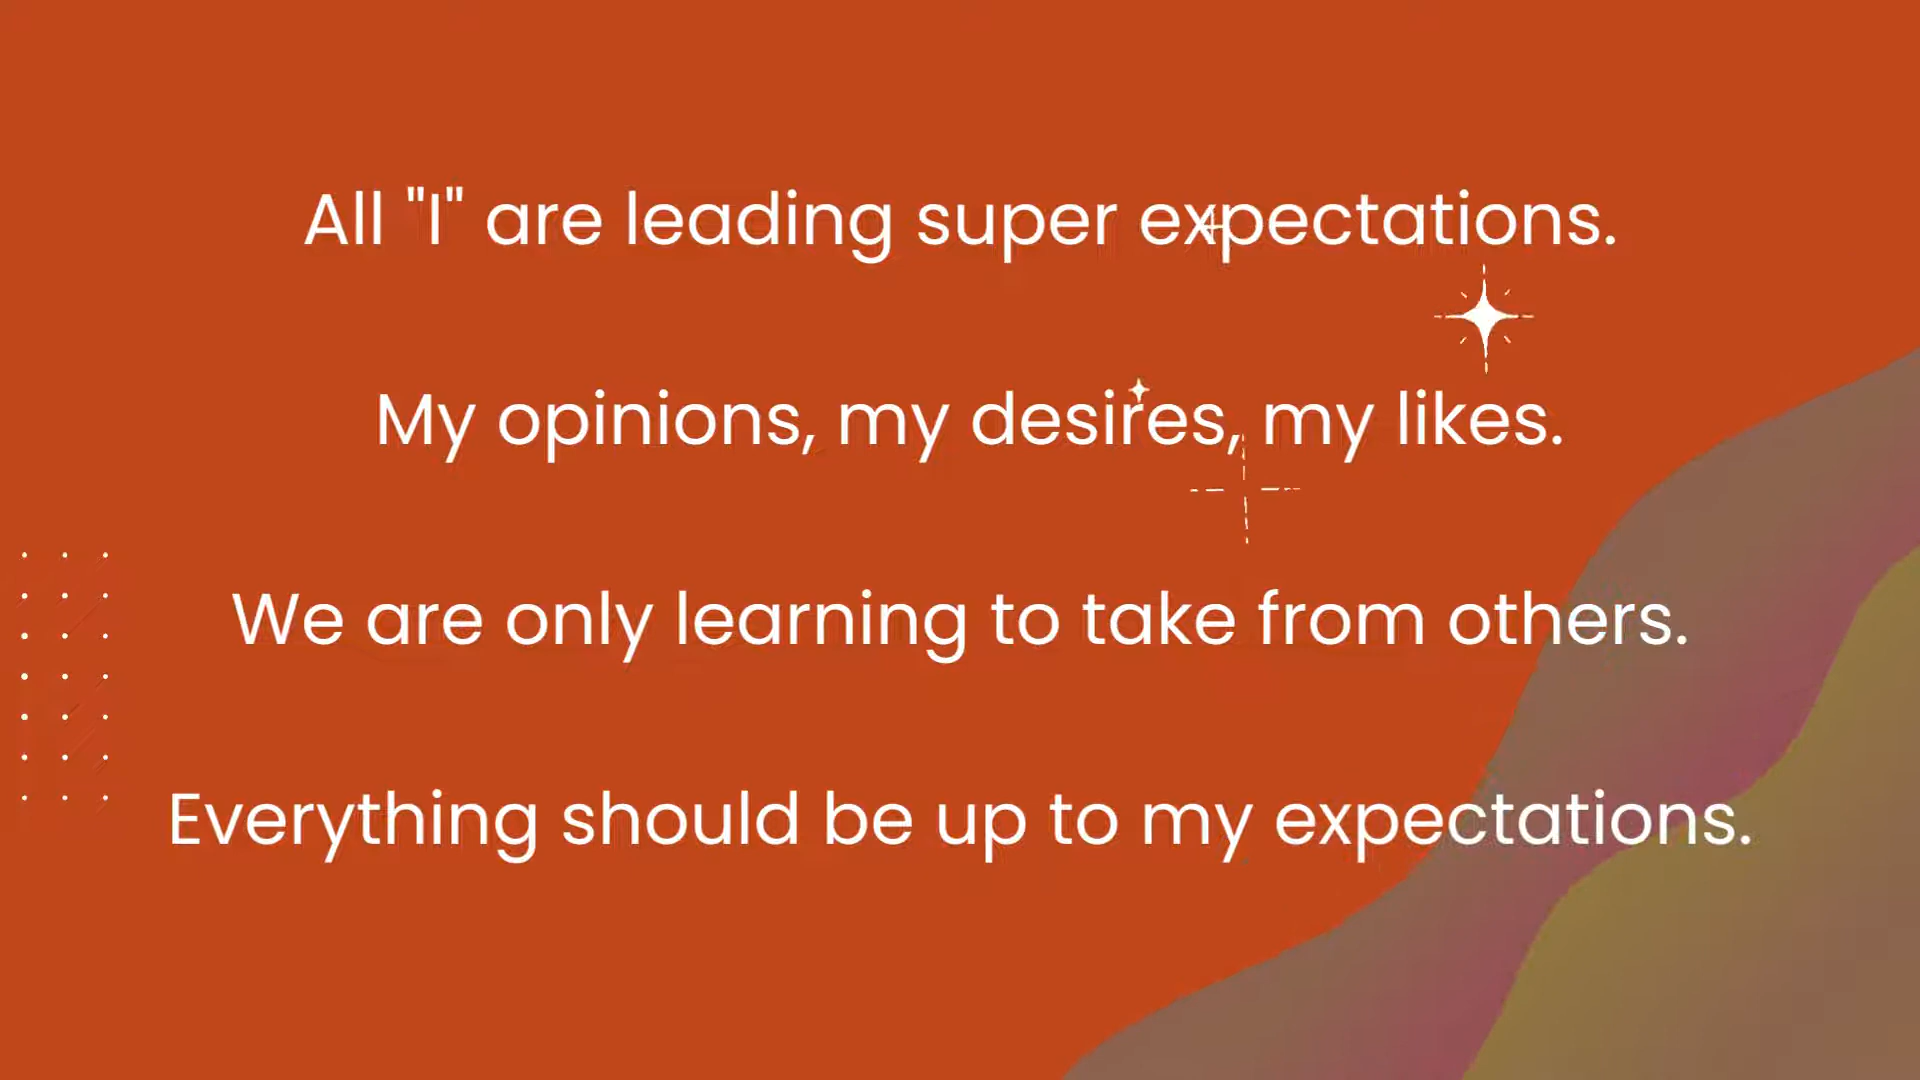 All "I" are leading super expectations.
My opinions, my desires, my likes.
We are only learning to take from others.
Everything should be up to my expectations.